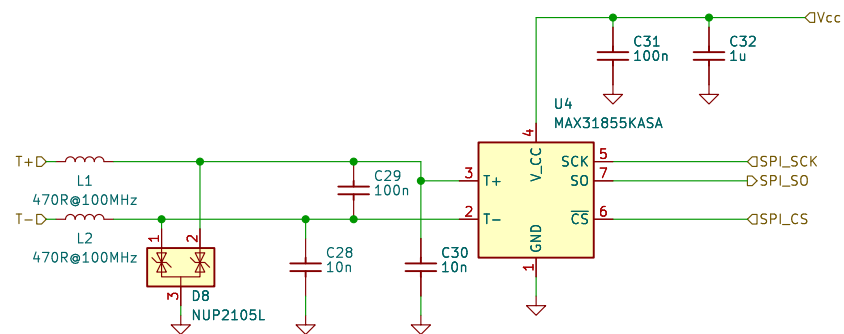 C31
100n
C32
1u
Vcc
U4
MAX31855KASA
4
V_CC
T+
L1
470R@100MHz
C29
100n
3
T+
SCK
5
SPI_SCK
SO
7
SPI_SO
T-
L2
470R@100MHz
2
T-
CS
6
SPI_CS
1
2
C28
10n
C30
10n
GND
1
3
D8
NUP2105L